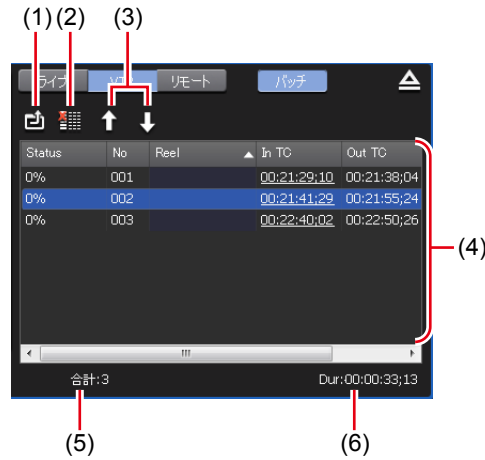 (1) (2) (3)
ライブ VTR リモート バッチ
Status No Reel In TC Out TC
0% 001 00:21:29;10 00:21:38;04
0% 002 00:21:41;29 00:21:55;24
0% 003 00:22:40;02 00:22:50;26
(4)
合計:3 Dur:00:00:33;13
(5) (6)